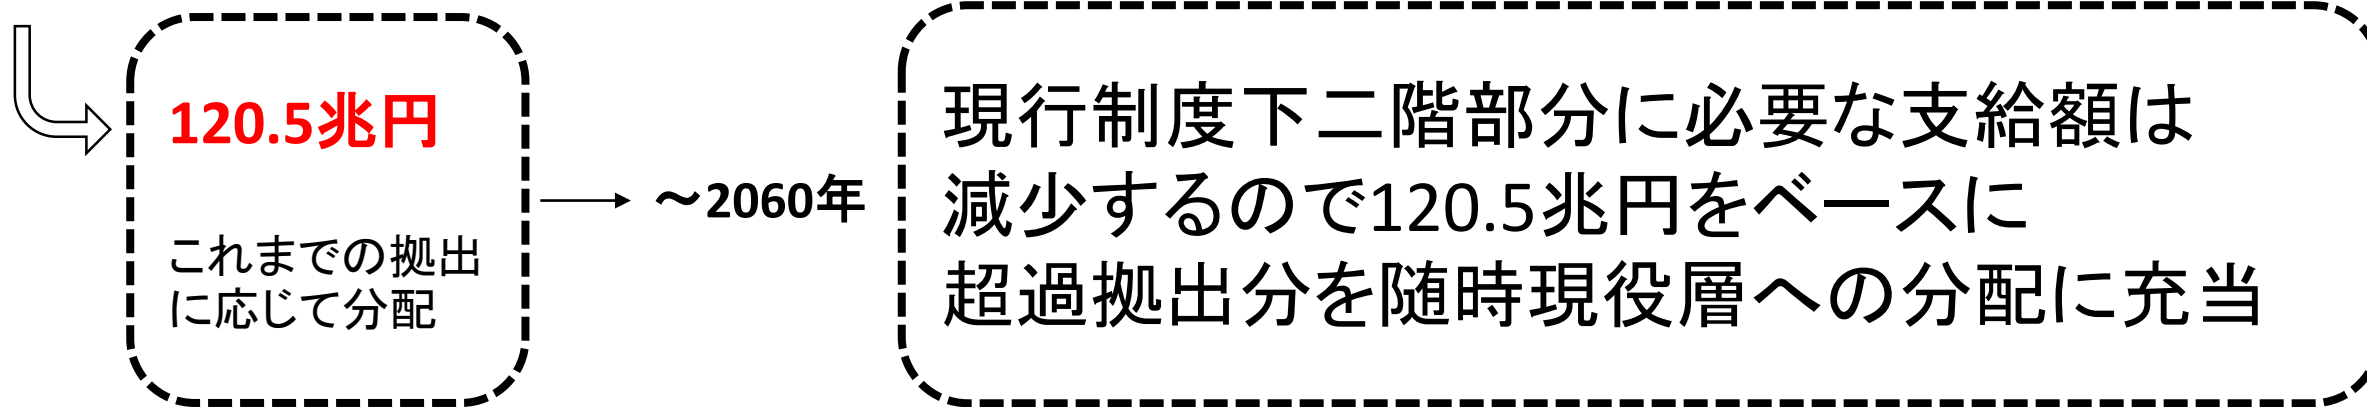 120.5兆円
これまでの拠出
に応じて分配
～2060年
現行制度下二階部分に必要な支給額は
減少するので120.5兆円をベースに
超過拠出分を随時現役層への分配に充当